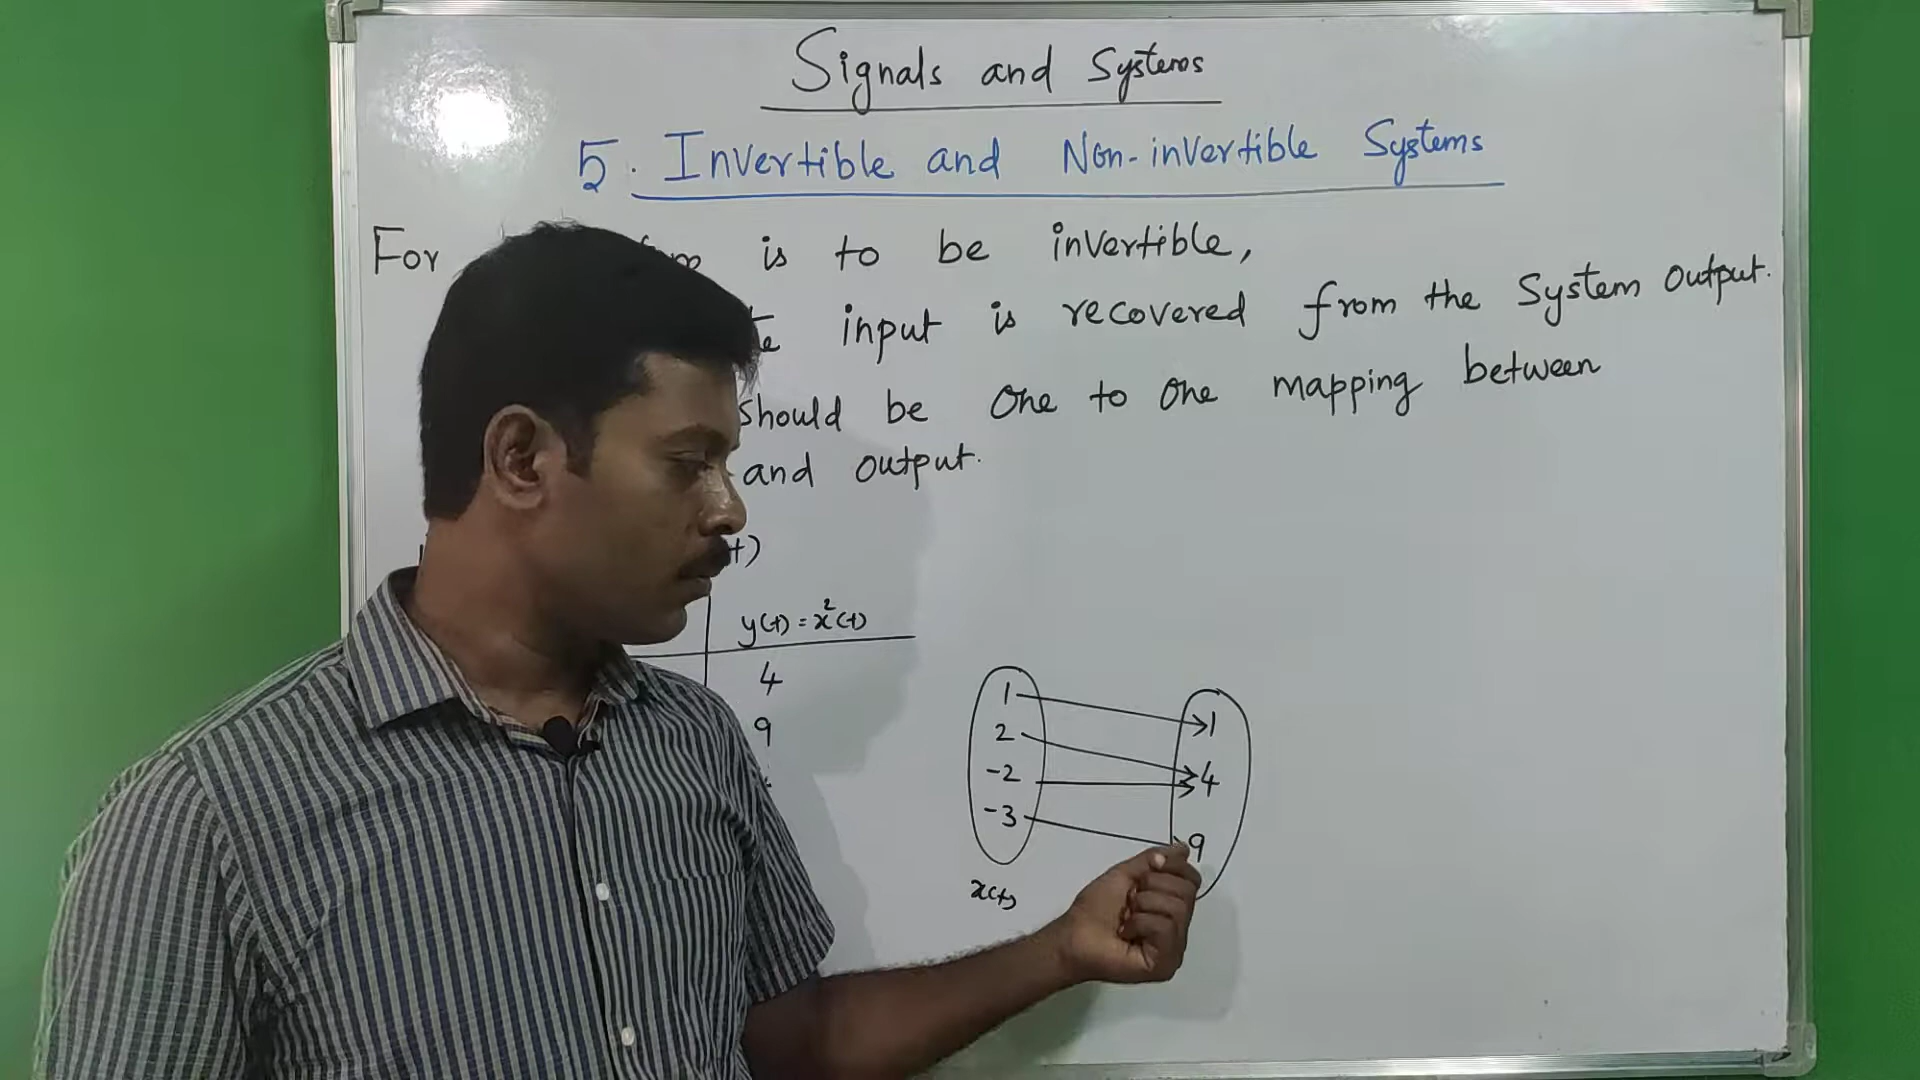 Signals and Systems
5. Invertible and Non-invertible Systems
For is to be invertible,
input is recovered from the System output.
should be one to one mapping between
and output.
y(t) = x²(t)
4
9
1 1
2 4
-2
-3 9
x(t)